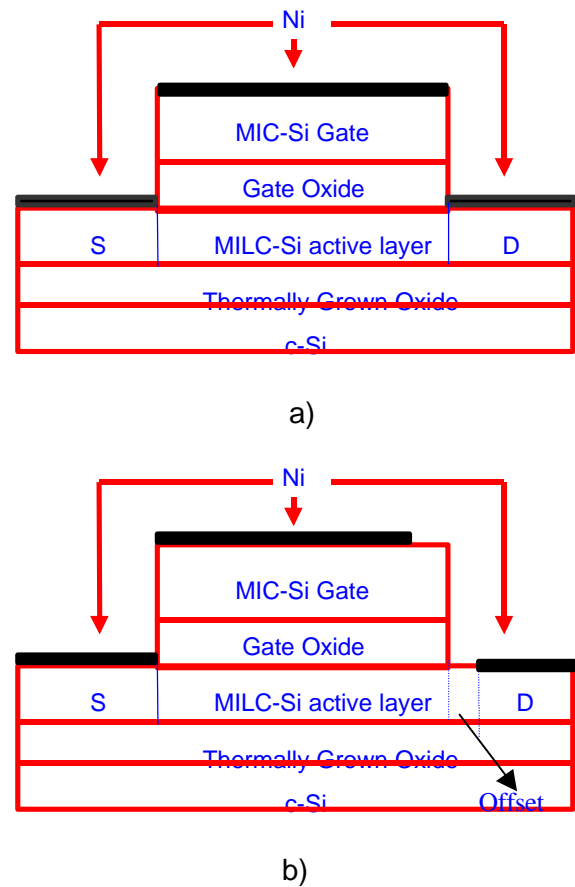 Ni
MIC-Si Gate
Gate Oxide
S MILC-Si active layer D
Thermally Grown Oxide
c-Si
a)
Ni
MIC-Si Gate
Gate Oxide
S MILC-Si active layer D
Thermally Grown Oxide
c-Si Offset
b)